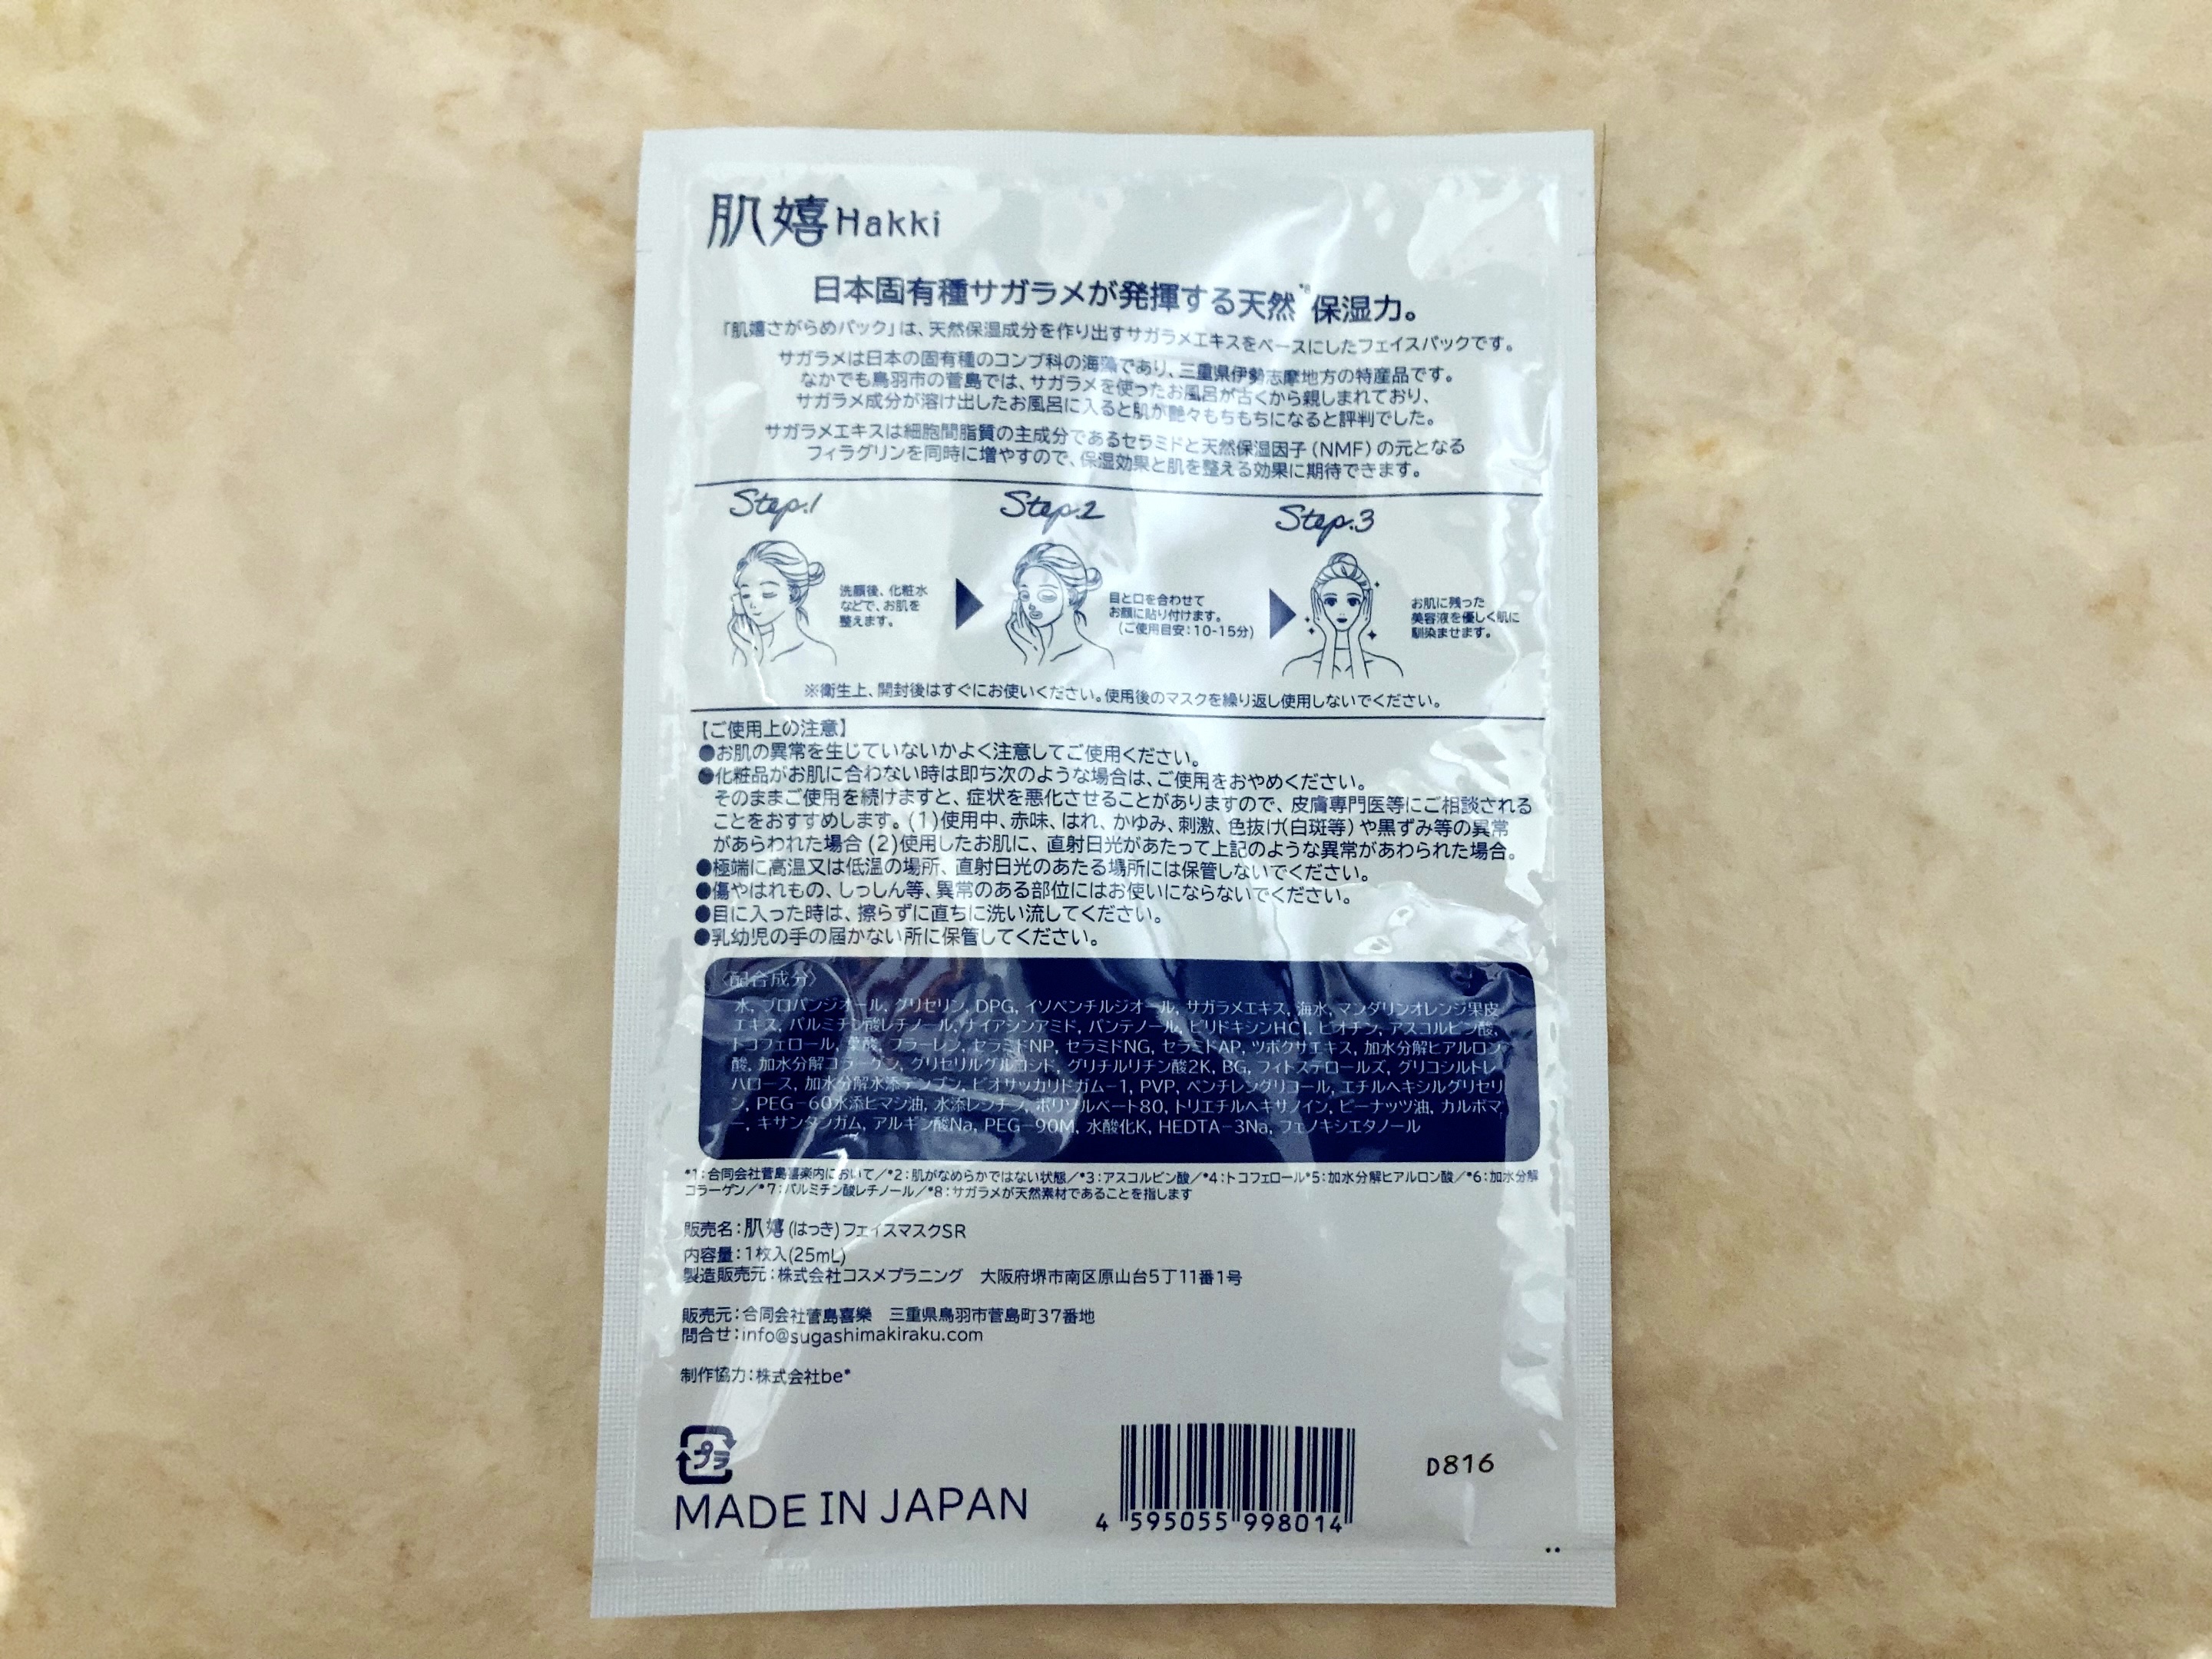 肌嬉Hakki
日本固有種サガラメが発揮する天然*8保湿力。
「肌嬉さがらめパック」は、天然保湿成分を作り出すサガラメエキスをベースにしたフェイスパックです。
サガラメは日本の固有種のコンブ科の海藻であり、三重県伊勢志摩地方の特産品です。
なかでも鳥羽市の菅島では、サガラメを使ったお風呂が古くから親しまれており、
サガラメ成分が溶け出したお風呂に入ると肌が艶々もちもちになると評判でした。
サガラメエキスは細胞間脂質の主成分であるセラミドと天然保湿因子(NMF)の元となる
フィラグリンを同時に増やすので、保湿効果と肌を整える効果に期待できます。
Step.1
Step.2
Step.3
洗顔後、化粧水
などで、お肌を
整えます。
目と口を合わせて
お顔に貼り付けます。
(ご使用目安:10-15分)
お肌に残った
美容液を優しく肌に
馴染ませます。
※衛生上、開封後はすぐにお使いください。使用後のマスクを繰り返し使用しないでください。
【ご使用上の注意】
●お肌の異常を生じていないかよく注意してご使用ください。
●化粧品がお肌に合わない時は即ち次のような場合は、ご使用をおやめください。
そのままご使用を続けますと、症状を悪化させることがありますので、皮膚専門医等にご相談される
ことをおすすめします。(1)使用中、赤味、はれ、かゆみ、刺激、色抜け(白斑等)や黒ずみ等の異常
があらわれた場合(2)使用したお肌に、直射日光があたって上記のような異常があわられた場合。
●極端に高温又は低温の場所、直射日光のあたる場所には保管しないでください。
●傷やはれもの、しっしん等、異常のある部位にはお使いにならないでください。
●目に入った時は、擦らずに直ちに洗い流してください。
●乳幼児の手の届かない所に保管してください。
〈配合成分〉
水, プロパンジオール, グリセリン, DPG, イソペンチルジオール, サガラメエキス, 海水, マンダリンオレンジ果皮
エキス, パルミチン酸レチノール, ナイアシンアミド, パンテノール, ピリドキシンHCl, ビオチン, アスコルビン酸,
トコフェロール, 葉酸, フラーレン, セラミドNP, セラミドNG, セラミドAP, ツボクサエキス, 加水分解ヒアルロン
酸, 加水分解コラーゲン, グリセリルグルコシド, グリチルリチン酸2K, BG, フィトステロールズ, グリコシルトレ
ハロース, 加水分解水添デンプン, ビオサッカリドガム-1, PVP, ペンチレングリコール, エチルヘキシルグリセリ
ン, PEG-60水添ヒマシ油, 水添レシチン, ポリソルベート80, トリエチルヘキサノイン, ピーナッツ油, カルボマ
ー, キサンタンガム, アルギン酸Na, PEG-90M, 水酸化K, HEDTA-3Na, フェノキシエタノール
*1:合同会社菅島喜楽内において/*2:肌がなめらかではない状態/*3:アスコルビン酸/*4:トコフェロール*5:加水分解ヒアルロン酸/*6:加水分解
コラーゲン/*7:パルミチン酸レチノール/*8:サガラメが天然素材であることを指します
販売名:肌嬉(はっき)フェイスマスクSR
内容量:1枚入(25mL)
製造販売元:株式会社コスメプラニング 大阪府堺市南区原山台5丁11番1号
販売元:合同会社菅島喜樂 三重県鳥羽市菅島町37番地
問合せ:info@sugashimakiraku.com
制作協力:株式会社be*
プラ
MADE IN JAPAN
4 595055 998014
D816